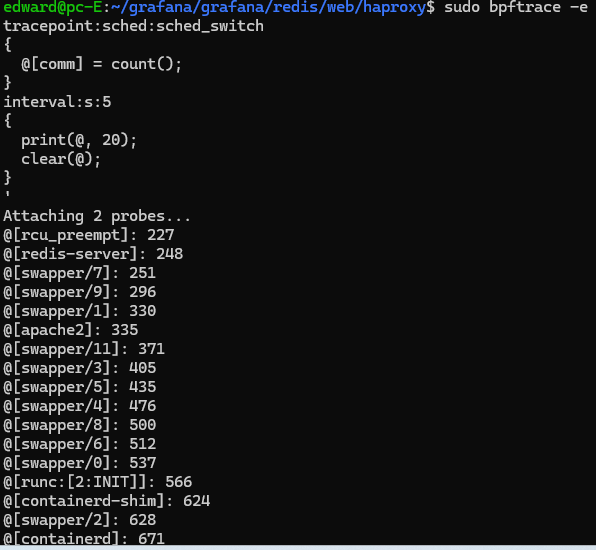 edward@pc-E:~/grafana/grafana/redis/web/haproxy$ sudo bpftrace -e
tracepoint:sched:sched_switch
{
  @[comm] = count();
}
interval:s:5
{
  print(@, 20);
  clear(@);
}
'
Attaching 2 probes...
@[rcu_preempt]: 227
@[redis-server]: 248
@[swapper/7]: 251
@[swapper/9]: 296
@[swapper/1]: 330
@[apache2]: 335
@[swapper/11]: 371
@[swapper/3]: 405
@[swapper/5]: 435
@[swapper/4]: 476
@[swapper/8]: 500
@[swapper/6]: 512
@[swapper/0]: 537
@[runc:[2:INIT]]: 566
@[containerd-shim]: 624
@[swapper/2]: 628
@[containerd]: 671